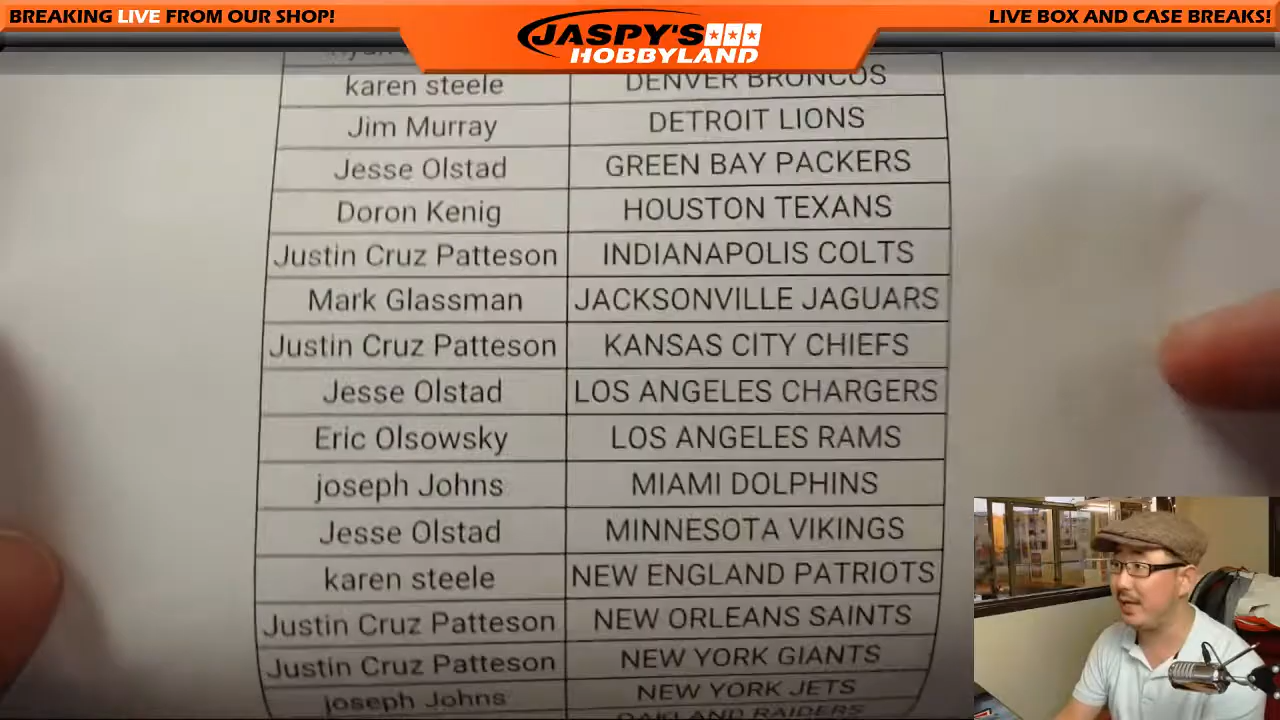 BREAKING LIVE FROM OUR SHOP!
JASPY'S
HOBBYLAND
LIVE BOX AND CASE BREAKS!
karen steele DENVER BRONCOS
Jim Murray DETROIT LIONS
Jesse Olstad GREEN BAY PACKERS
Doron Kenig HOUSTON TEXANS
Justin Cruz Patteson INDIANAPOLIS COLTS
Mark Glassman JACKSONVILLE JAGUARS
Justin Cruz Patteson KANSAS CITY CHIEFS
Jesse Olstad LOS ANGELES CHARGERS
Eric Olsowsky LOS ANGELES RAMS
joseph Johns MIAMI DOLPHINS
Jesse Olstad MINNESOTA VIKINGS
karen steele NEW ENGLAND PATRIOTS
Justin Cruz Patteson NEW ORLEANS SAINTS
Justin Cruz Patteson NEW YORK GIANTS
joseph Johns NEW YORK JETS
OAKLAND RAIDERS